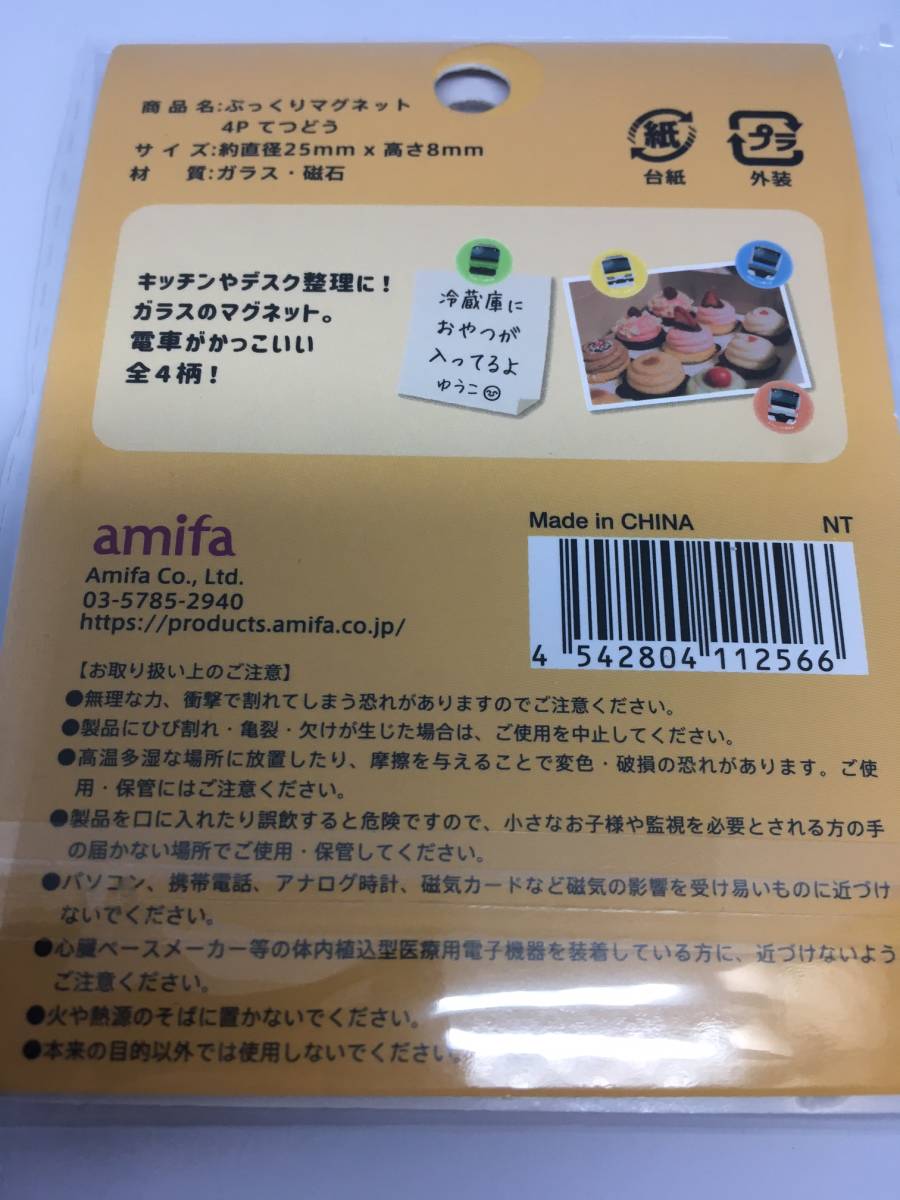 商品名:ぷっくりマグネット
4P てつどう
サイズ:約直径25mm x 高さ8mm
材 質:ガラス・磁石
紙
台紙
プラ
外装
キッチンやデスク整理に!
ガラスのマグネット。
電車がかっこいい
全4柄!
冷蔵庫に
おやつが
入ってるよ
ゆうこ
amifa
Amifa Co., Ltd.
03-5785-2940
https://products.amifa.co.jp/
Made in CHINA NT
4 542804 112566
【お取り扱い上のご注意】
●無理な力、衝撃で割れてしまう恐れがありますのでご注意ください。
●製品にひび割れ・亀裂・欠けが生じた場合は、ご使用を中止してください。
●高温多湿な場所に放置したり、摩擦を与えることで変色・破損の恐れがあります。ご使
用・保管にはご注意ください。
●製品を口に入れたり誤飲すると危険ですので、小さなお子様や監視を必要とされる方の手
の届かない場所でご使用・保管してください。
●パソコン、携帯電話、アナログ時計、磁気カードなど磁気の影響を受け易いものに近づけ
ないでください。
●心臓ペースメーカー等の体内植込型医療用電子機器を装着している方に、近づけないよう
ご注意ください。
●火や熱源のそばに置かないでください。
●本来の目的以外では使用しないでください。